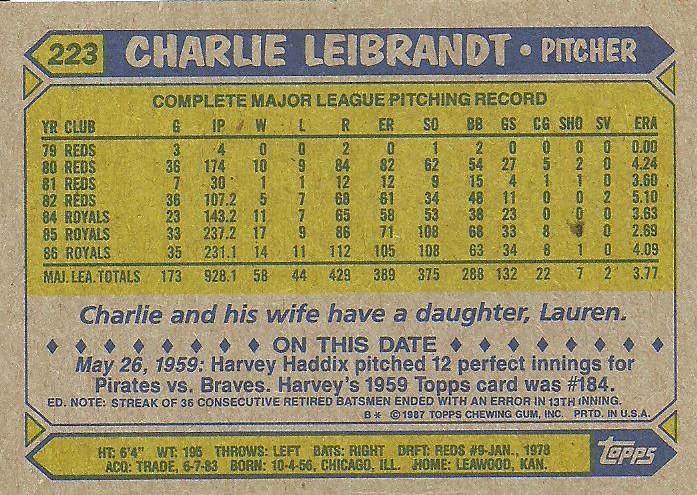 223 CHARLIE LEIBRANDT • PITCHER
COMPLETE MAJOR LEAGUE PITCHING RECORD
YR CLUB G IP W L R ER SO BB GS CG SHO SV ERA
79 REDS 3 4 0 0 2 0 1 2 0 0 0 0 0.00
80 REDS 36 174 10 9 84 82 62 54 27 5 2 0 4.24
81 REDS 7 30 1 1 12 12 9 15 4 1 1 0 3.60
82 REDS 36 107.2 5 7 68 61 34 48 11 0 0 2 5.10
84 ROYALS 23 143.2 11 7 65 58 53 38 23 0 0 0 3.63
85 ROYALS 33 237.2 17 9 86 71 108 68 33 8 0 2.69
86 ROYALS 35 231.1 14 11 112 105 108 63 34 8 1 0 4.09
MAJ. LEA. TOTALS 173 928.1 58 44 429 389 375 288 132 22 7 2 3.77
Charlie and his wife have a daughter, Lauren.
♦ ♦ ♦ ♦ ♦ ♦ ♦ ♦ ON THIS DATE ♦ ♦ ♦ ♦ ♦ ♦ ♦ ♦
May 26, 1959: Harvey Haddix pitched 12 perfect innings for
Pirates vs. Braves. Harvey's 1959 Topps card was #184.
ED. NOTE: STREAK OF 36 CONSECUTIVE RETIRED BATSMEN ENDED WITH AN ERROR IN 13TH INNING.
B* ©1987 TOPPS CHEWING GUM, INC. PRTD. IN U.S.A.
HT: 6'4" WT: 195 THROWS: LEFT BATS: RIGHT DRFT: REDS #9-JAN., 1978
ACQ: TRADE, 6-7-83 BORN: 10-4-56, CHICAGO, ILL. HOME: LEAWOOD, KAN.
topps